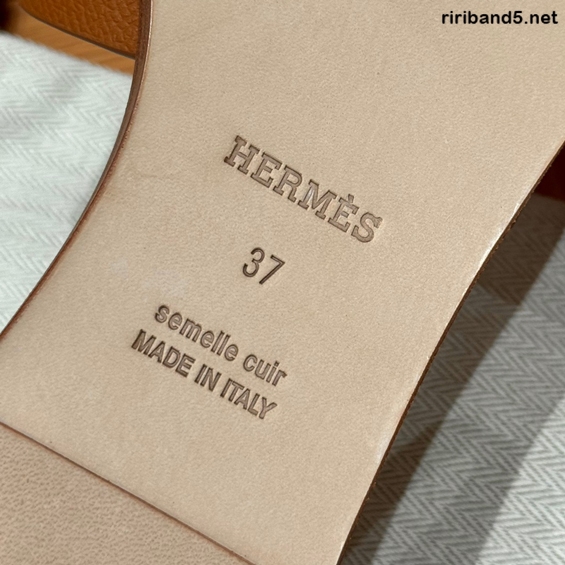 ririband5.net
HERMÈS
37
semelle cuir
MADE IN ITALY